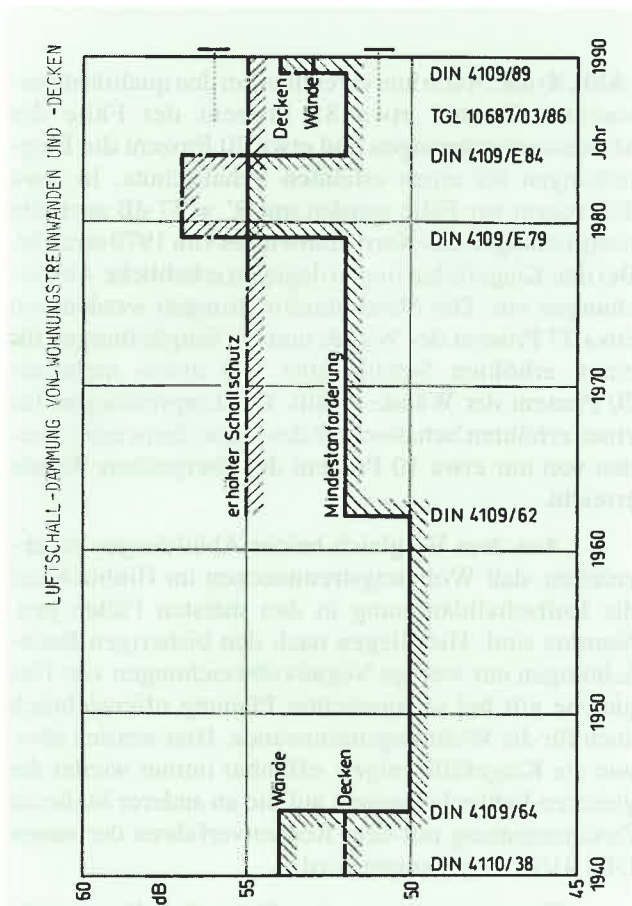 LUFTSCHALL-DÄMMUNG VON WOHNUNGSTRENNWÄNDEN UND -DECKEN
60
dB
55
50
45
erhöhter Schallschutz
Mindestanforderung
Wände
Decken
Decken
Wände
DIN 4110/38
DIN 4109/64
DIN 4109/62
DIN 4109/E79
DIN 4109/E84
TGL 10687/03/86
DIN 4109/89
1940
1950
1960
1970
1980
Jahr
1990